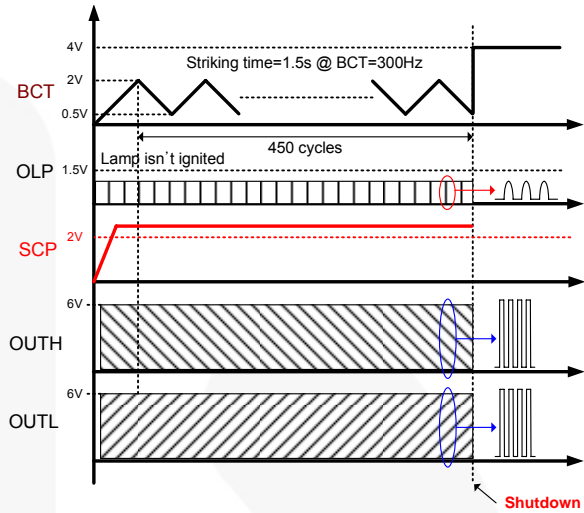 4V
Striking time=1.5s @ BCT=300Hz
2V
BCT
0.5V
450 cycles
Lamp isn't ignited
OLP
1.5V
SCP
2V
6V
OUTH
6V
OUTL
Shutdown